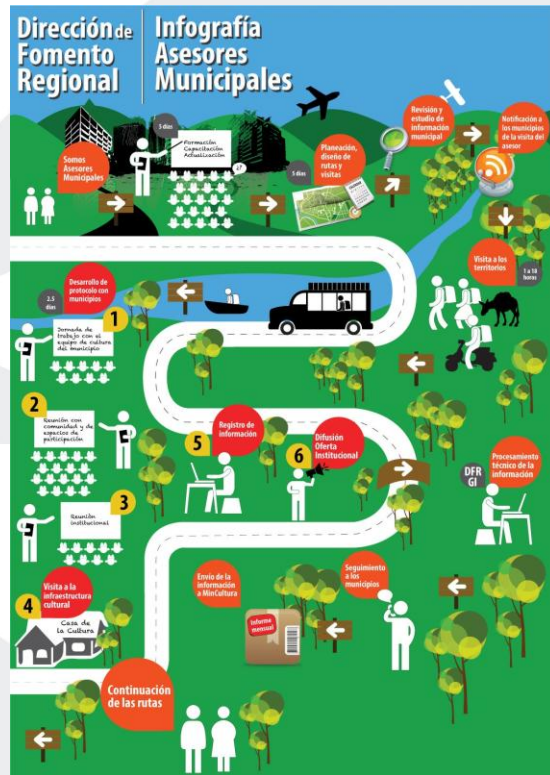 Dirección de
Fomento
Regional
Infografía
Asesores
Municipales
Somos
Asesores
Municipales
5 días
Formación
Capacitación
Actualización
5 días
Planeación,
diseño de
rutas y
visitas
Revisión y
estudio de
información
municipal
Notificación a
los municipios
de la visita del
asesor
Visita a los
territorios
1 a 18
horas
2.5
días
Desarrollo de
protocolo con
municipios
1
Jornada de
trabajo con el
equipo de cultura
del municipio
2
Reunión con
comunidad y de
espacios de
participación
3
Reunión
institucional
4
Visita a la
infraestructura
cultural
Casa de
la Cultura
5
Registro de
información
6
Difusión
Oferta
Institucional
DFR
GI
Procesamiento
técnico de la
información
Seguimiento
a los
municipios
Envío de la
información
a MinCultura
Informe
mensual
Continuación
de las rutas